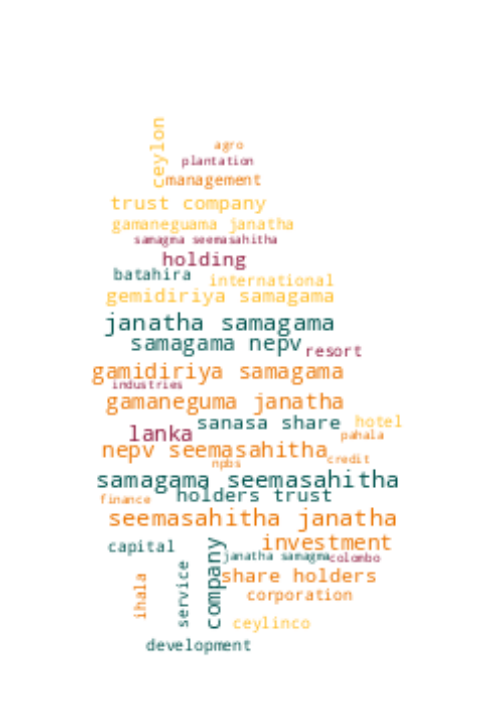 ceylon
agro
plantation
management
trust company
gamaneguama janatha
samagma seemasahitha
holding
batahira
international
gemidiriya samagama
janatha samagama
samagama nepv
resort
gamidiriya samagama
industries
gamaneguma janatha
sanasa share
hotel
lanka
pahala
nepv seemasahitha
credit
npbs
samagama seemasahitha
holders trust
finance
seemasahitha janatha
investment
capital
company
janatha samagma
colombo
service
ihala
share holders
corporation
ceylinco
development